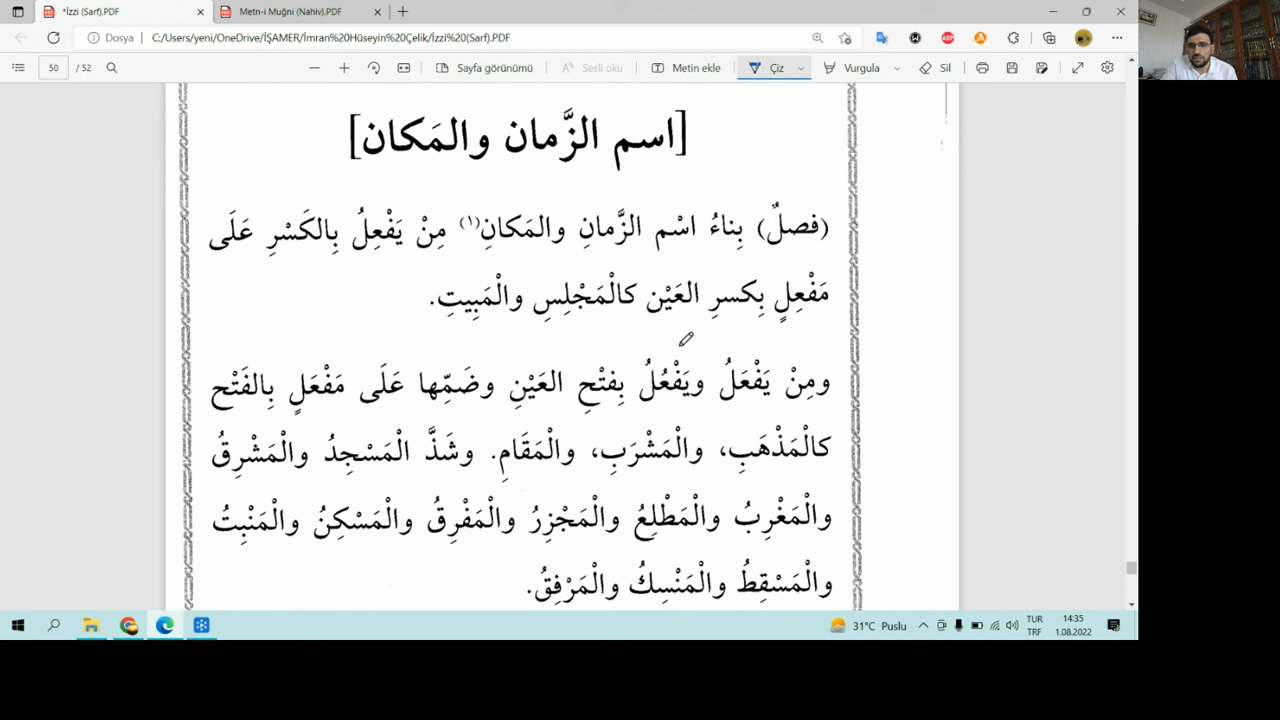 *İzzi (Sarf).PDF
Metn-i Muğni (Nahiv).PDF
Dosya
C:/Users/yeni/OneDrive/İŞAMER/İmran%20Hüseyin%20Çelik/İzzi%20(Sarf).PDF
50 / 52
Sayfa görünümü
Sesli oku
Metin ekle
Çiz
Vurgula
Sil
[اسم الزَّمان والمَكان]
(فصلٌ) بِناءُ اسْم الزَّمانِ والمَكانِ(١) مِنْ يَفْعِلُ بِالكَسْرِ عَلَى
مَفْعِلٍ بِكسرِ العَيْن كالْمَجْلِسِ والْمَبِيتِ.
ومِنْ يَفْعَلُ ويَفْعُلُ بِفتْحِ العَيْنِ وضَمِّها عَلَى مَفْعَلٍ بِالفَتْح
كالْمَذْهَبِ، والْمَشْرَبِ، والْمَقَامِ. وشَذَّ الْمَسْجِدُ والْمَشْرِقُ
والْمَغْرِبُ والْمَطْلِعُ والْمَجْزِرُ والْمَفْرِقُ والْمَسْكِنُ والْمَنْبِتُ
والْمَسْقِطُ والْمَنْسِكُ والْمَرْفِقُ.
31°C Puslu
TUR
TRF
14:35
1.08.2022